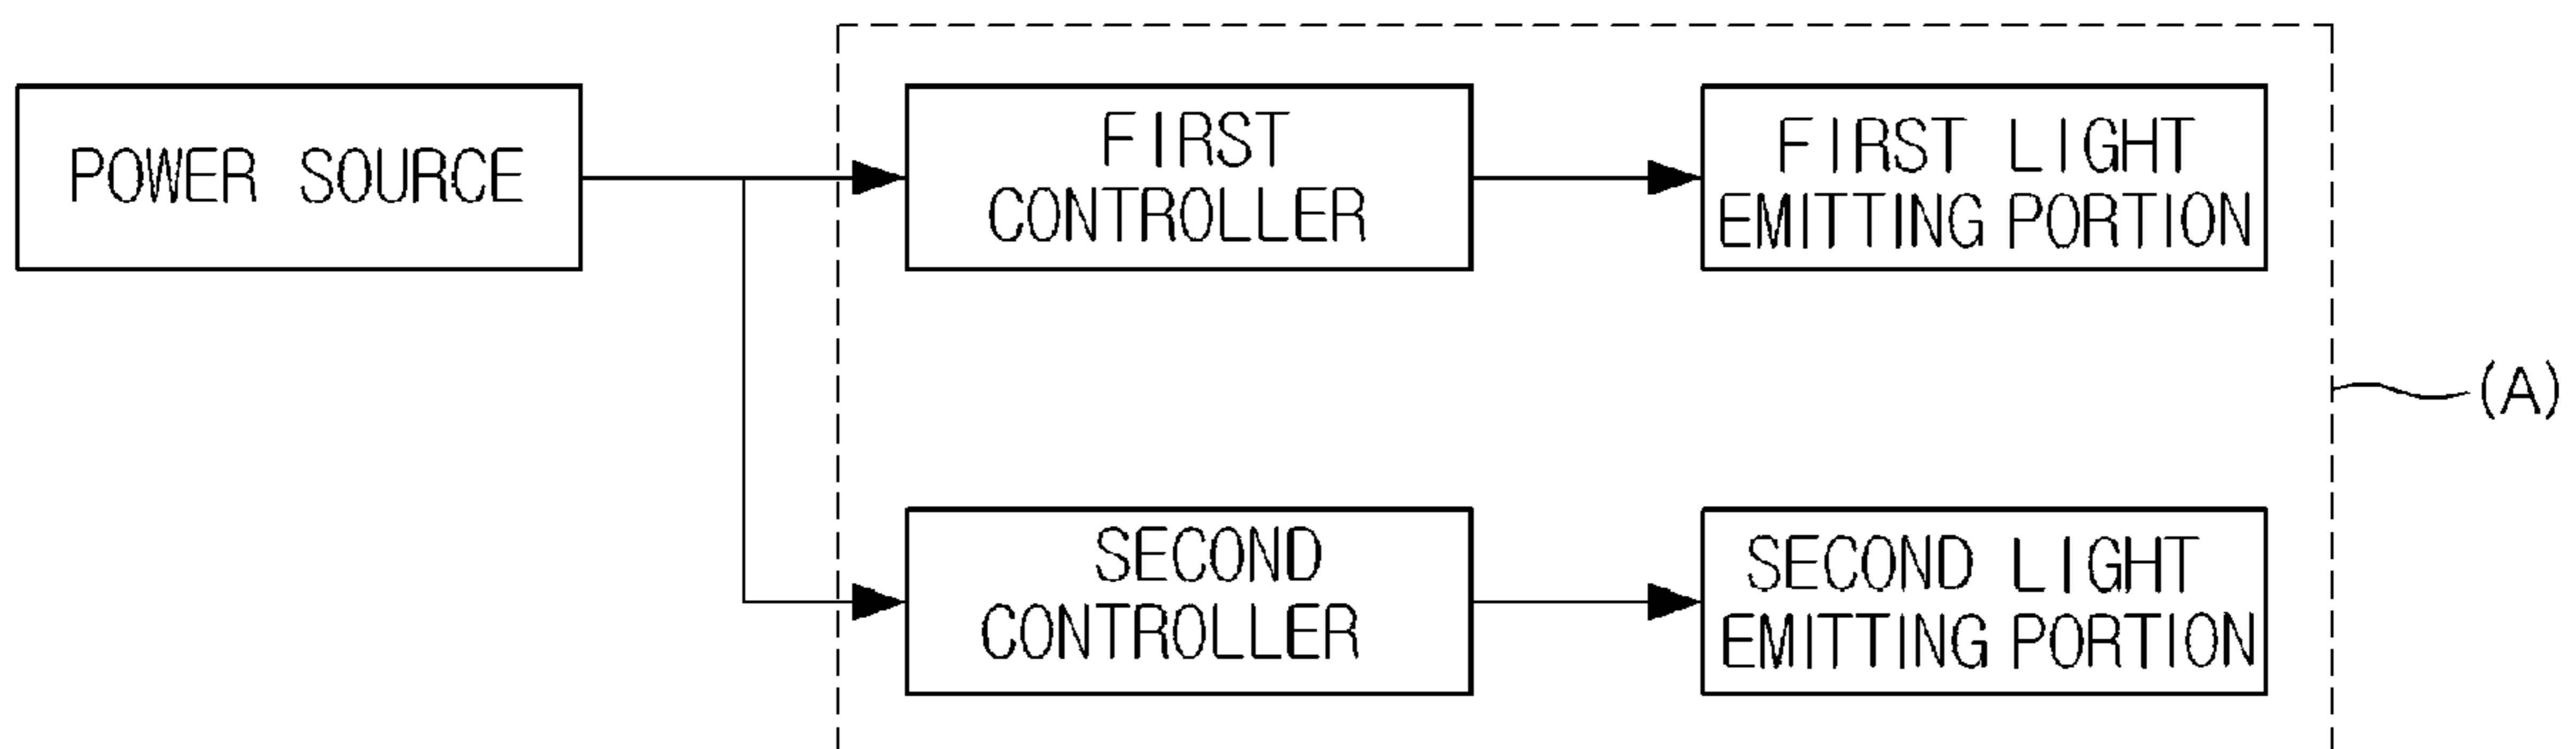 POWER SOURCE
FIRST
CONTROLLER
FIRST LIGHT
EMITTING PORTION
(A)
SECOND
CONTROLLER
SECOND LIGHT
EMITTING PORTION